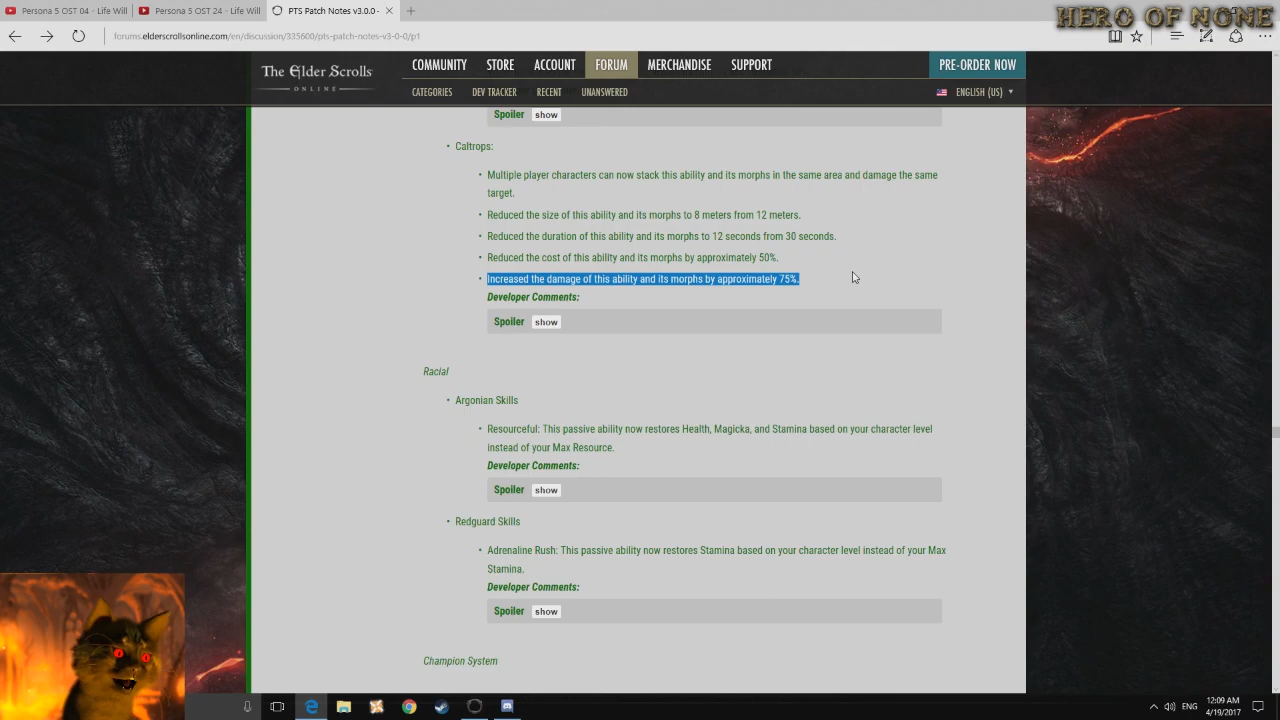 Persona 5 OST 04 - Life Will
Persona 5 OST 24 - Life Will
PTS Patch Notes v3.0.0-
HERO OF NONE
forums.elderscrollsonline.com/en/discussion/335600/pts-patch-notes-v3-0-0/p1
The Elder Scrolls
ONLINE
COMMUNITY STORE ACCOUNT FORUM MERCHANDISE SUPPORT PRE-ORDER NOW
CATEGORIES DEV TRACKER RECENT UNANSWERED ENGLISH (US)
Spoiler show
• Caltrops:
• Multiple player characters can now stack this ability and its morphs in the same area and damage the same
target.
• Reduced the size of this ability and its morphs to 8 meters from 12 meters.
• Reduced the duration of this ability and its morphs to 12 seconds from 30 seconds.
• Reduced the cost of this ability and its morphs by approximately 50%.
• Increased the damage of this ability and its morphs by approximately 75%.
Developer Comments:
Spoiler show
Racial
• Argonian Skills
• Resourceful: This passive ability now restores Health, Magicka, and Stamina based on your character level
instead of your Max Resource.
Developer Comments:
Spoiler show
• Redguard Skills
• Adrenaline Rush: This passive ability now restores Stamina based on your character level instead of your Max
Stamina.
Developer Comments:
Spoiler show
Champion System
ENG
12:09 AM
4/19/2017